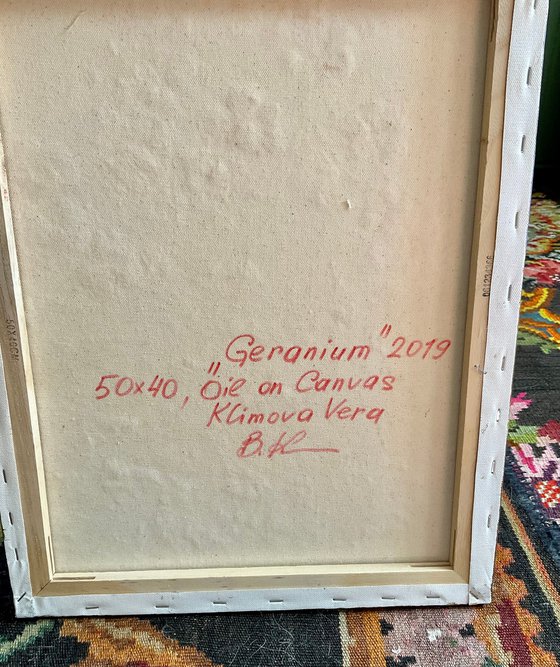 „Geranium" 2019
50x40, Oil on Canvas
Klimova Vera